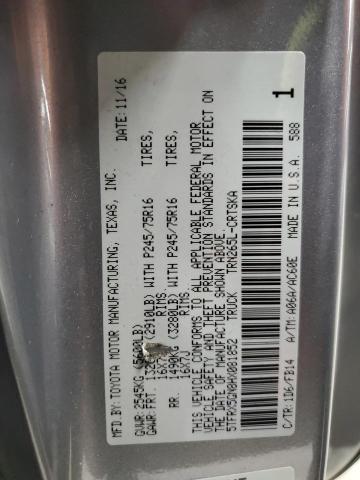 MFD.BY: TOYOTA MOTOR MANUFACTURING, TEXAS, INC. DATE: 11/16
GVWR: 2545KG (5600LB)
GAWR: FRT. (2910LB) WITH P245/75R16 TIRES,
16X7J RIMS
RR. 1490KG (3280LB) WITH P245/75R16 TIRES,
16X7J RIMS
THIS VEHICLE CONFORMS TO ALL APPLICABLE FEDERAL MOTOR
VEHICLE SAFETY AND THEFT PREVENTION STANDARDS IN EFFECT ON
THE DATE OF MANUFACTURE SHOWN ABOVE.
TRUCK TRN265L-CRTSKA
1
C/TR: 1D6/FB14 A/TM: A06A/AC60E MADE IN U.S.A. 588